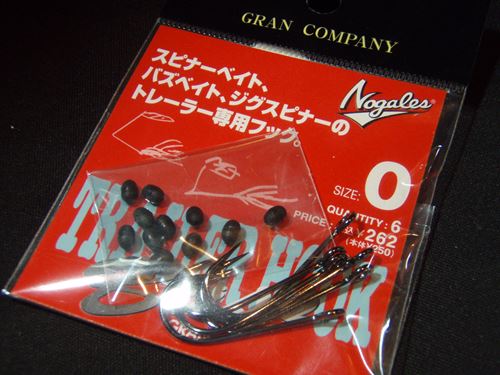 GRAN COMPANY
スピナーベイト、
バズベイト、ジグスピナーの
トレーラー専用フック。
Nogales
SIZE: 0
QUANTITY: 6
PRICE
¥262
(本体¥250)
TRAILER HOOK